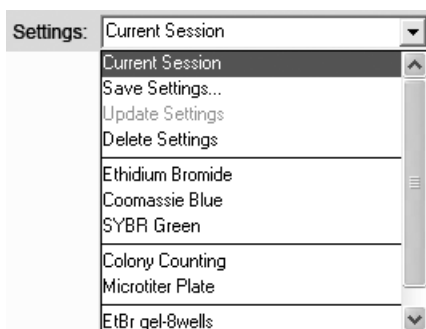 Settings: Current Session
Current Session
Save Settings...
Update Settings
Delete Settings
Ethidium Bromide
Coomassie Blue
SYBR Green
Colony Counting
Microtiter Plate
EtBr gel-8wells